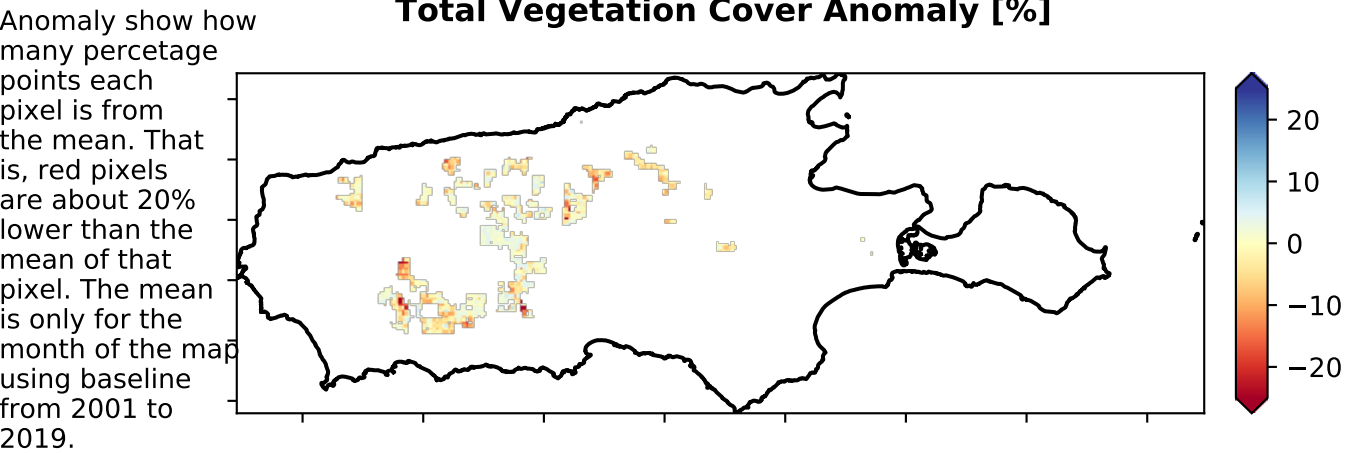 Total Vegetation Cover Anomaly [%]
Anomaly show how
many percetage
points each
pixel is from
the mean. That
is, red pixels
are about 20%
lower than the
mean of that
pixel. The mean
is only for the
month of the map
using baseline
from 2001 to
2019.
20
10
0
−10
−20